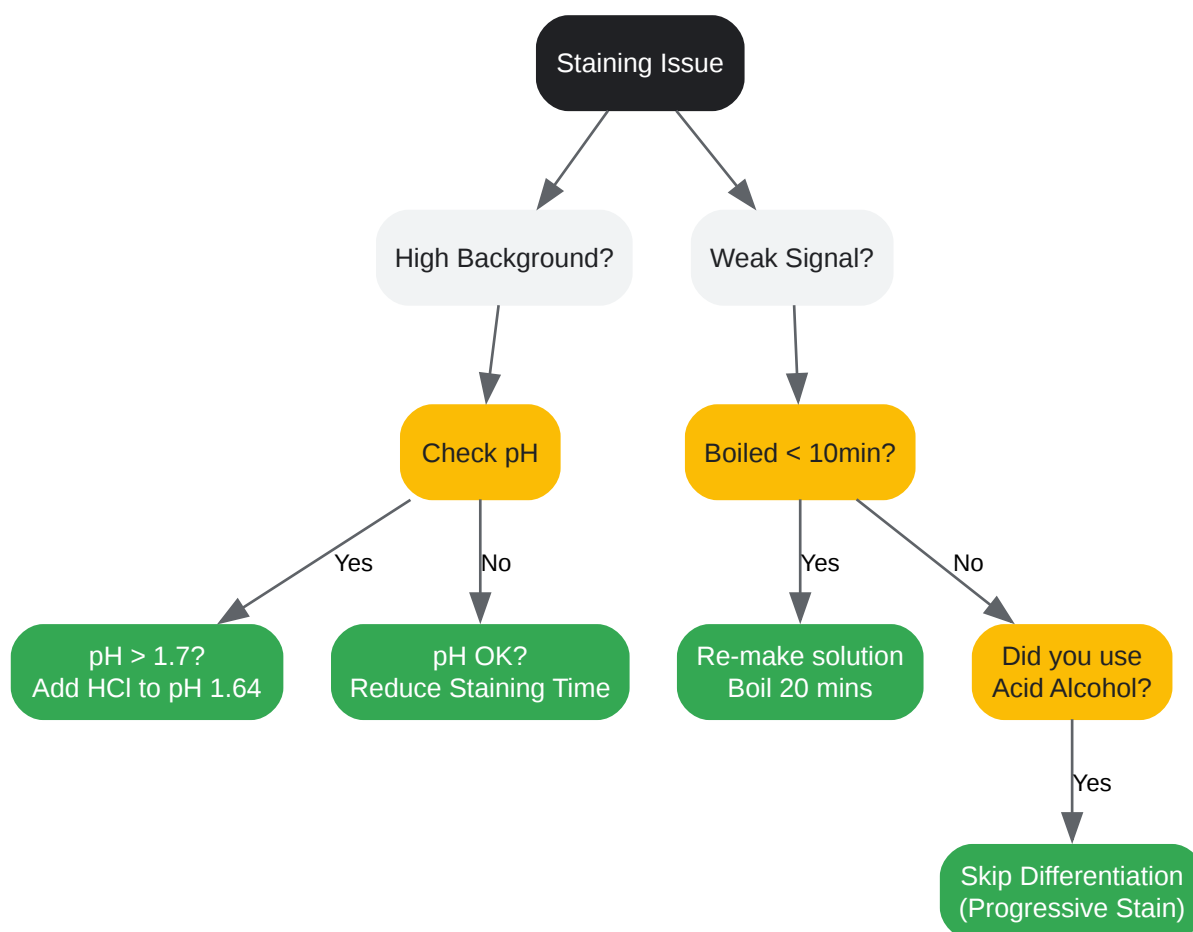 Staining Issue
High Background?
Weak Signal?
Check pH
Boiled < 10min?
Yes
No
Yes
No
pH > 1.7?
Add HCl to pH 1.64
pH OK?
Reduce Staining Time
Re-make solution
Boil 20 mins
Did you use
Acid Alcohol?
Yes
Skip Differentiation
(Progressive Stain)